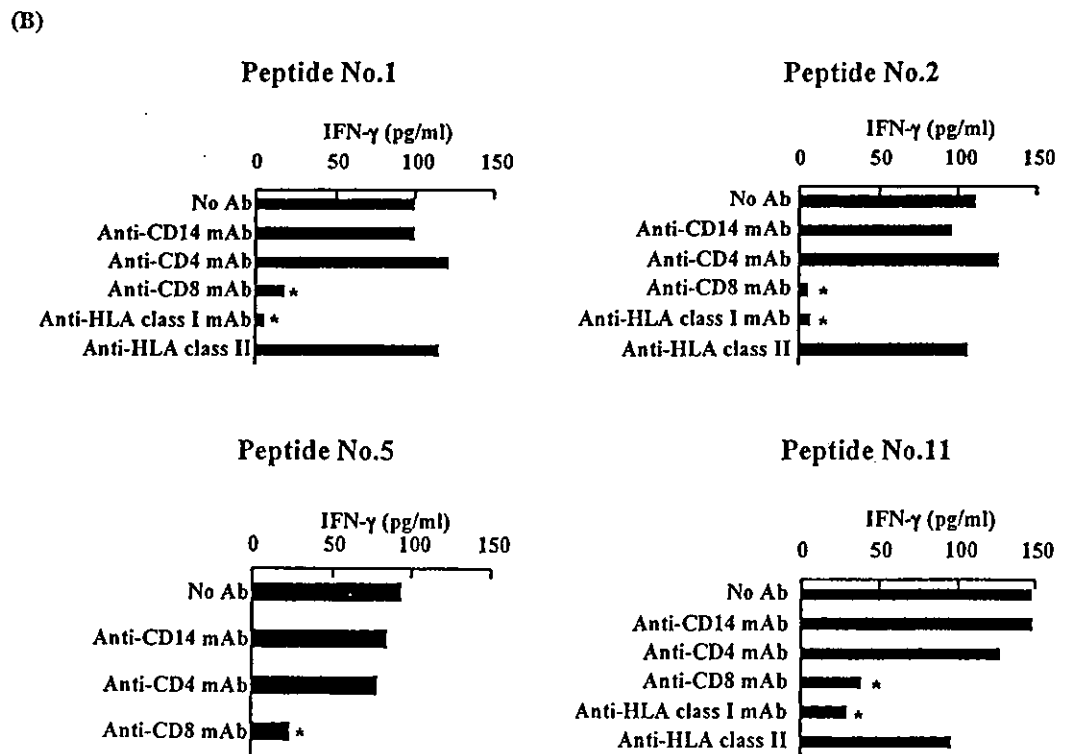 (B)
Peptide No.1
IFN-γ (pg/ml)
0 50 100 150
No Ab
Anti-CD14 mAb
Anti-CD4 mAb
Anti-CD8 mAb *
Anti-HLA class I mAb *
Anti-HLA class II
Peptide No.2
IFN-γ (pg/ml)
0 50 100 150
No Ab
Anti-CD14 mAb
Anti-CD4 mAb
Anti-CD8 mAb *
Anti-HLA class I mAb *
Anti-HLA class II
Peptide No.5
IFN-γ (pg/ml)
0 50 100 150
No Ab
Anti-CD14 mAb
Anti-CD4 mAb
Anti-CD8 mAb *
Peptide No.11
IFN-γ (pg/ml)
0 50 100 150
No Ab
Anti-CD14 mAb
Anti-CD4 mAb
Anti-CD8 mAb *
Anti-HLA class I mAb *
Anti-HLA class II